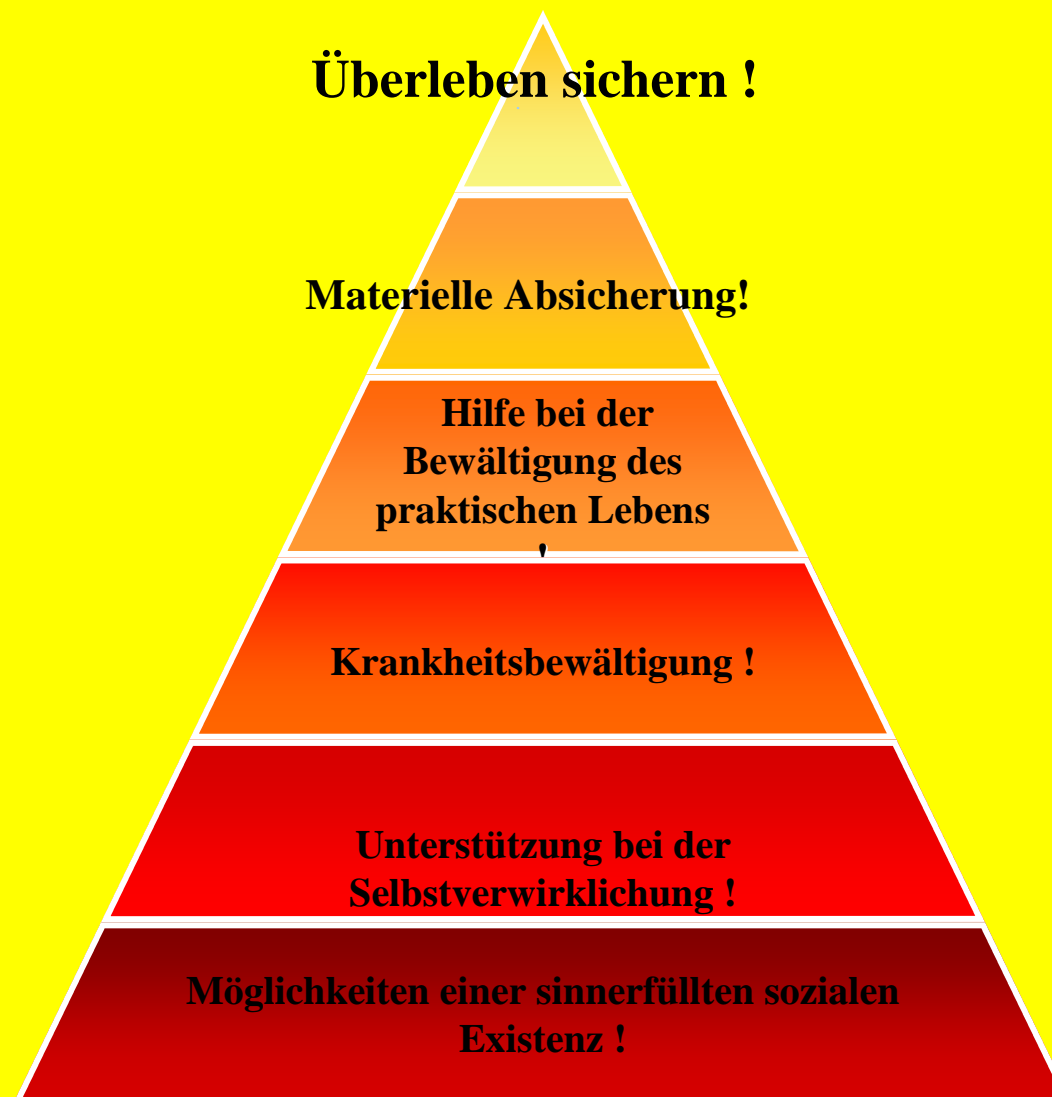 Überleben sichern !
Materielle Absicherung!
Hilfe bei der
Bewältigung des
praktischen Lebens
!
Krankheitsbewältigung !
Unterstützung bei der
Selbstverwirklichung !
Möglichkeiten einer sinnerfüllten sozialen
Existenz !